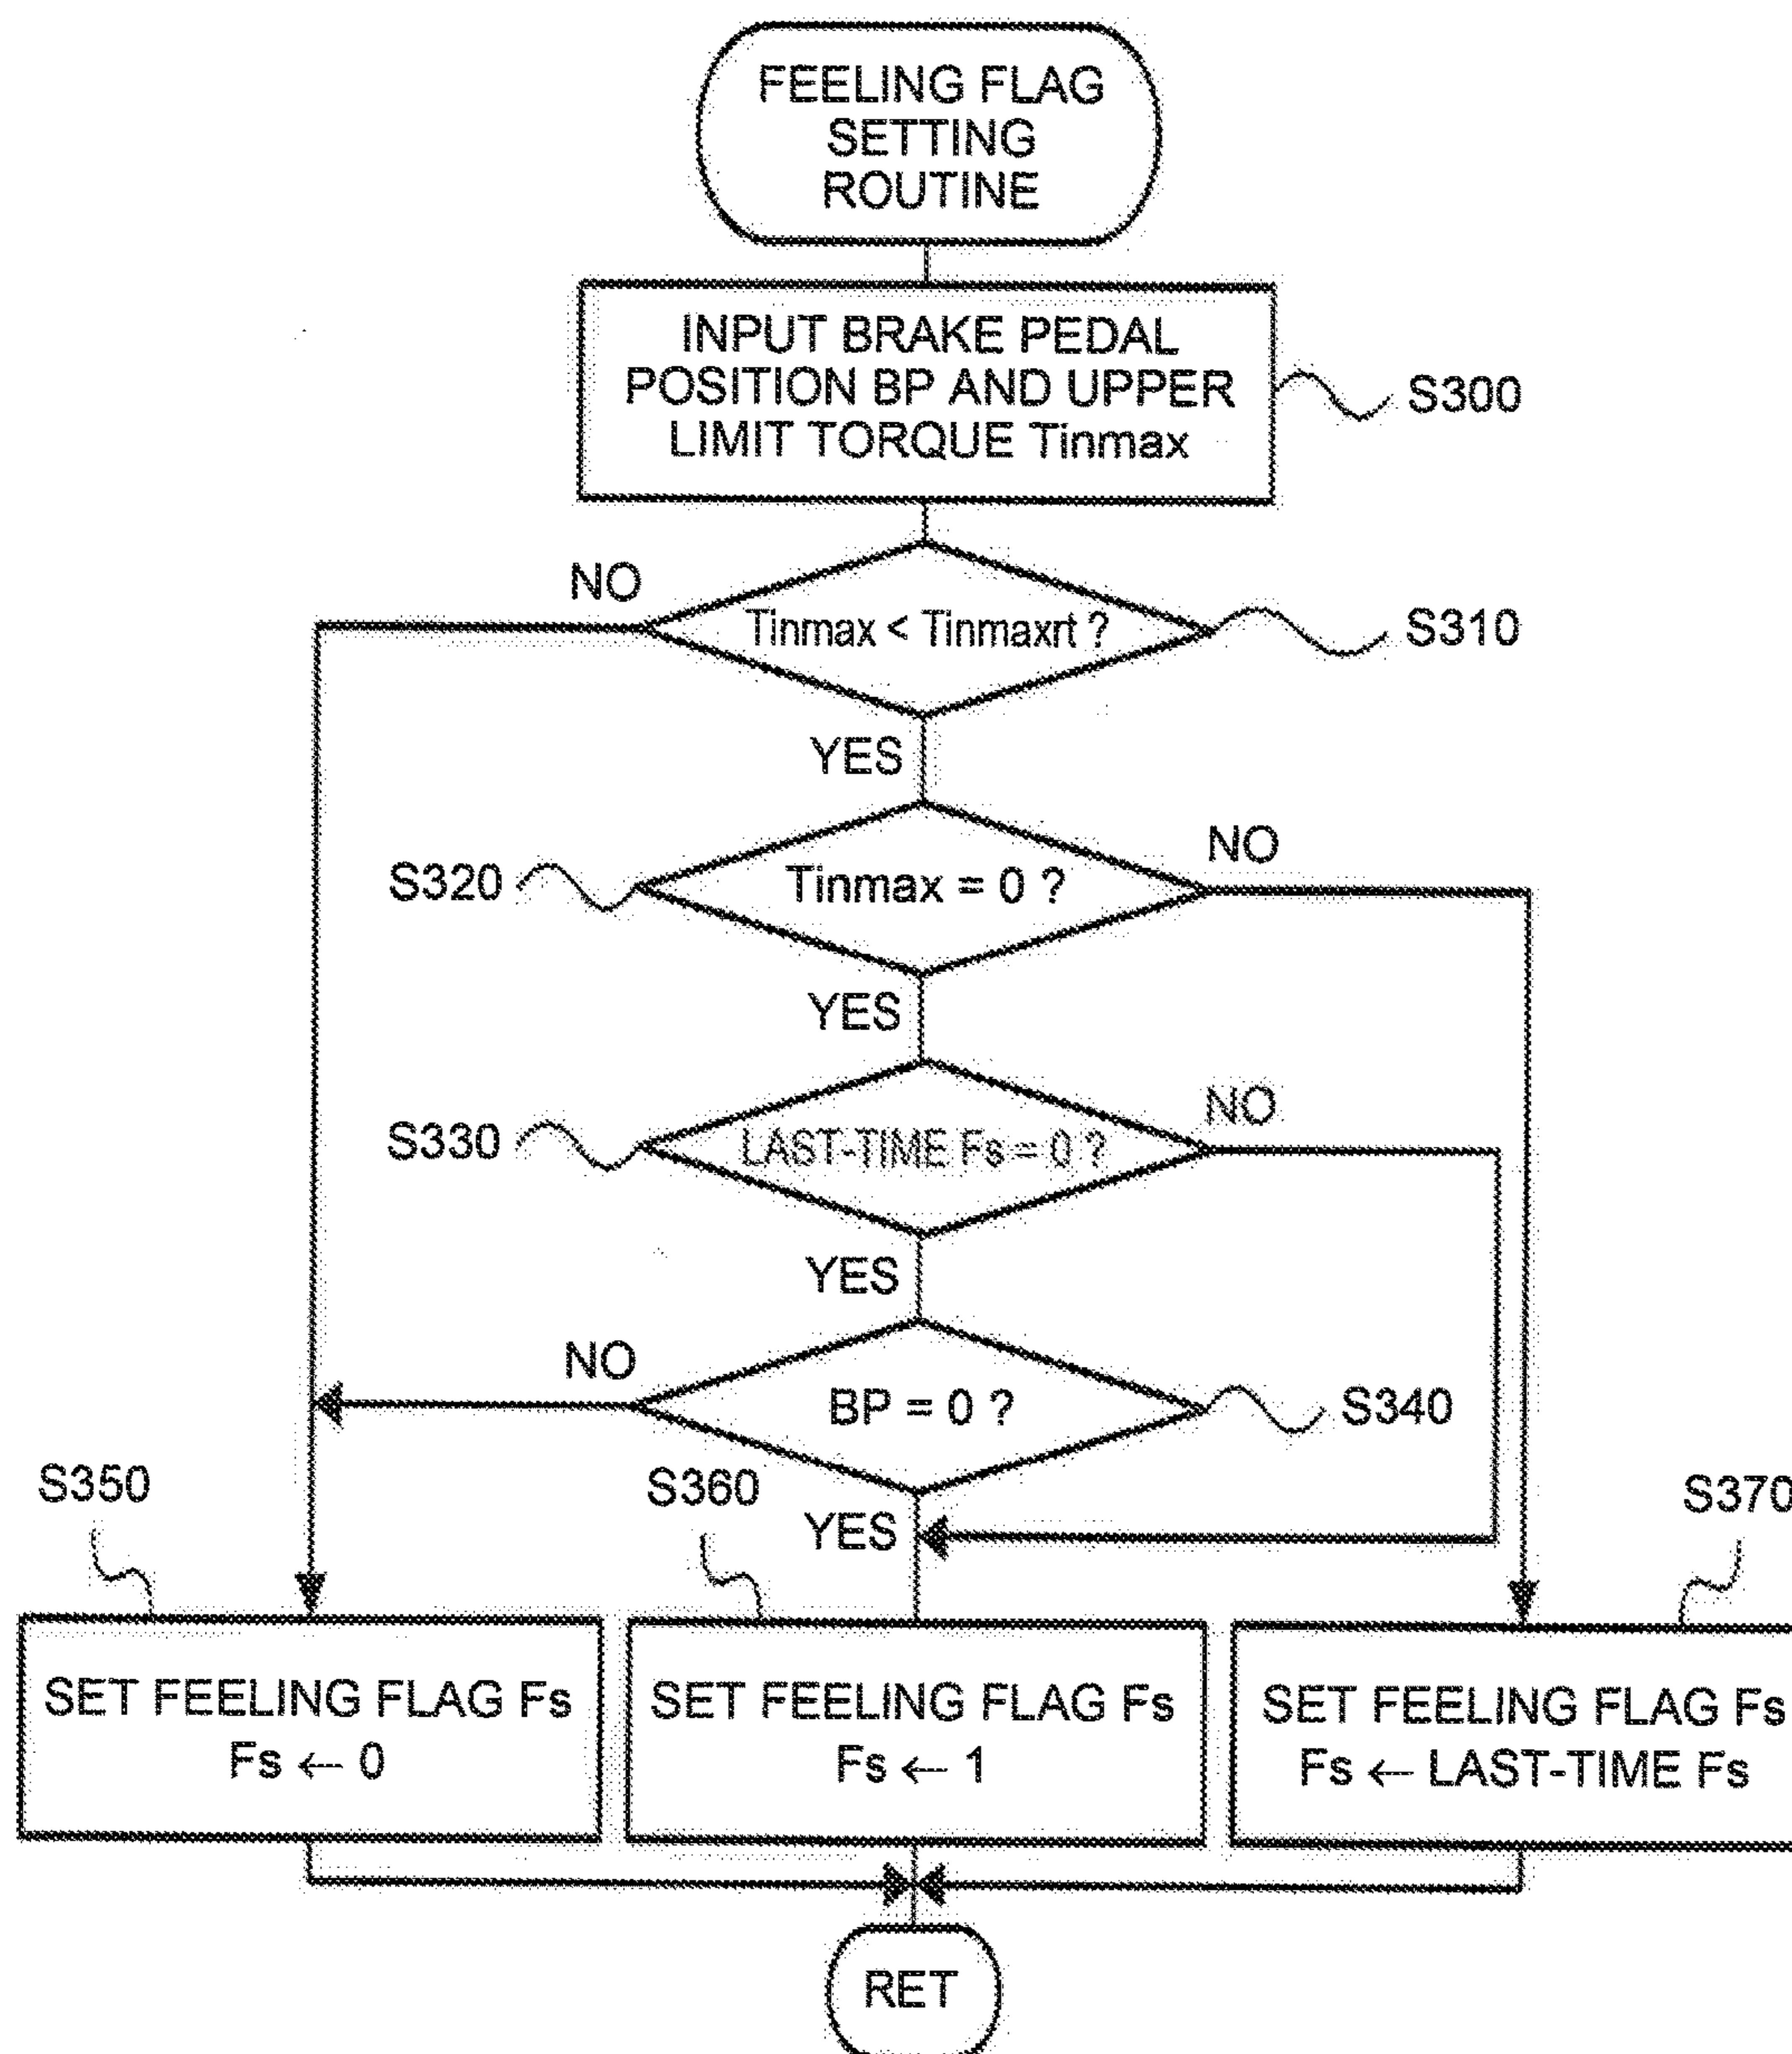 FEELING FLAG
SETTING
ROUTINE
INPUT BRAKE PEDAL
POSITION BP AND UPPER
LIMIT TORQUE Tinmax
S300
NO
Tinmax < Tinmaxrt ?
S310
YES
S320
Tinmax = 0 ?
NO
YES
S330
LAST-TIME Fs = 0 ?
NO
YES
NO
BP = 0 ?
S340
S350
S360
YES
S370
SET FEELING FLAG Fs
Fs ← 0
SET FEELING FLAG Fs
Fs ← 1
SET FEELING FLAG Fs
Fs ← LAST-TIME Fs
RET